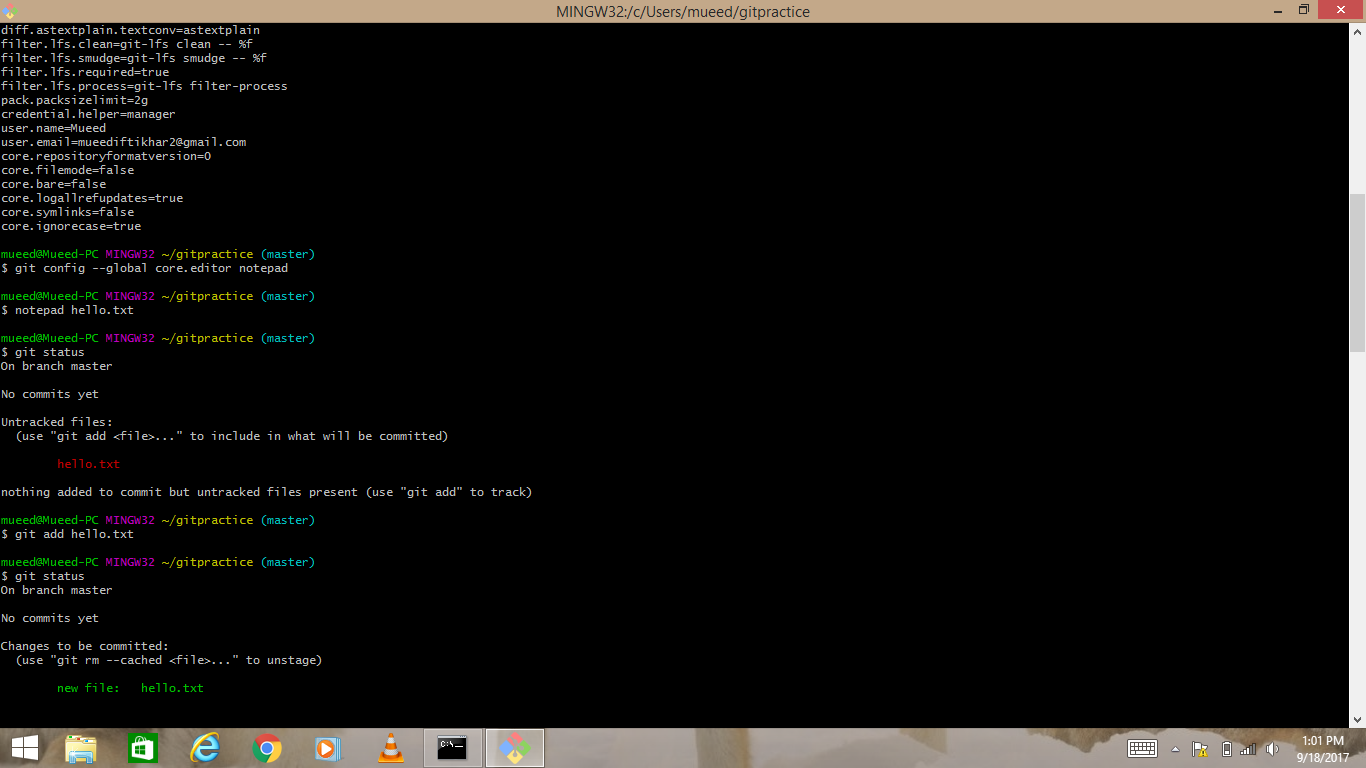 MINGW32:/c/Users/mueed/gitpractice
diff.astextplain.textconv=astextplain
filter.lfs.clean=git-lfs clean -- %f
filter.lfs.smudge=git-lfs smudge -- %f
filter.lfs.required=true
filter.lfs.process=git-lfs filter-process
pack.packsizelimit=2g
credential.helper=manager
user.name=Mueed
user.email=mueediftikhar2@gmail.com
core.repositoryformatversion=0
core.filemode=false
core.bare=false
core.logallrefupdates=true
core.symlinks=false
core.ignorecase=true
mueed@Mueed-PC MINGW32 ~/gitpractice (master)
$ git config --global core.editor notepad
mueed@Mueed-PC MINGW32 ~/gitpractice (master)
$ notepad hello.txt
mueed@Mueed-PC MINGW32 ~/gitpractice (master)
$ git status
On branch master
No commits yet
Untracked files:
  (use "git add <file>..." to include in what will be committed)
        hello.txt
nothing added to commit but untracked files present (use "git add" to track)
mueed@Mueed-PC MINGW32 ~/gitpractice (master)
$ git add hello.txt
mueed@Mueed-PC MINGW32 ~/gitpractice (master)
$ git status
On branch master
No commits yet
Changes to be committed:
  (use "git rm --cached <file>..." to unstage)
        new file:   hello.txt
C:\_
1:01 PM
9/18/2017